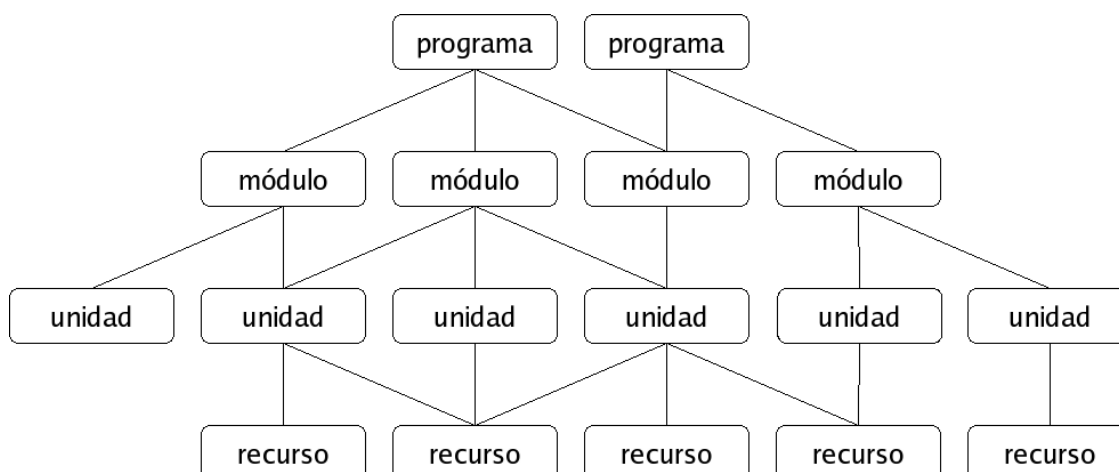 programa programa
módulo módulo módulo módulo
unidad unidad unidad unidad unidad unidad
recurso recurso recurso recurso recurso